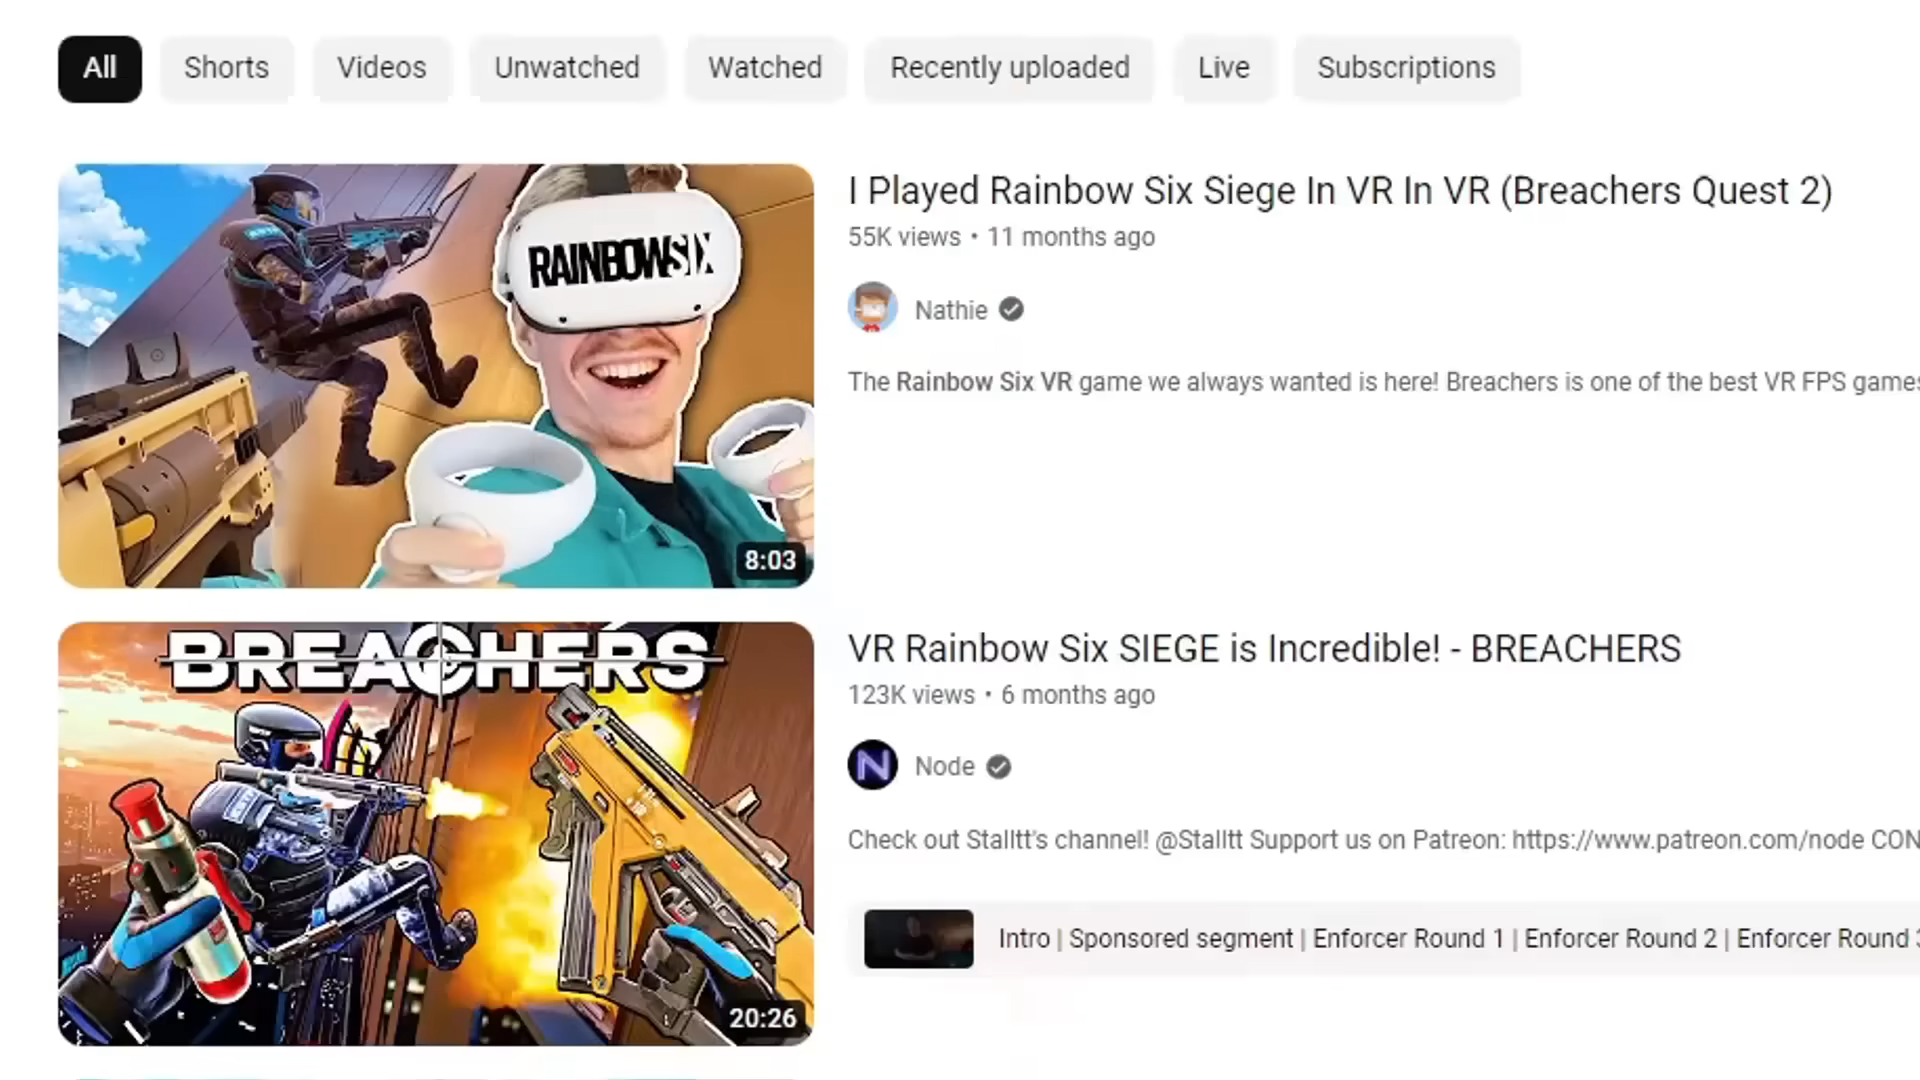 All Shorts Videos Unwatched Watched Recently uploaded Live Subscriptions
RAINBOWSIX
8:03
I Played Rainbow Six Siege In VR In VR (Breachers Quest 2)
55K views • 11 months ago
Nathie
The Rainbow Six VR game we always wanted is here! Breachers is one of the best VR FPS games
BREACHERS
20:26
VR Rainbow Six SIEGE is Incredible! - BREACHERS
123K views • 6 months ago
N Node
Check out Stalltt's channel! @Stalltt Support us on Patreon: https://www.patreon.com/node CON
Intro | Sponsored segment | Enforcer Round 1 | Enforcer Round 2 | Enforcer Round 3